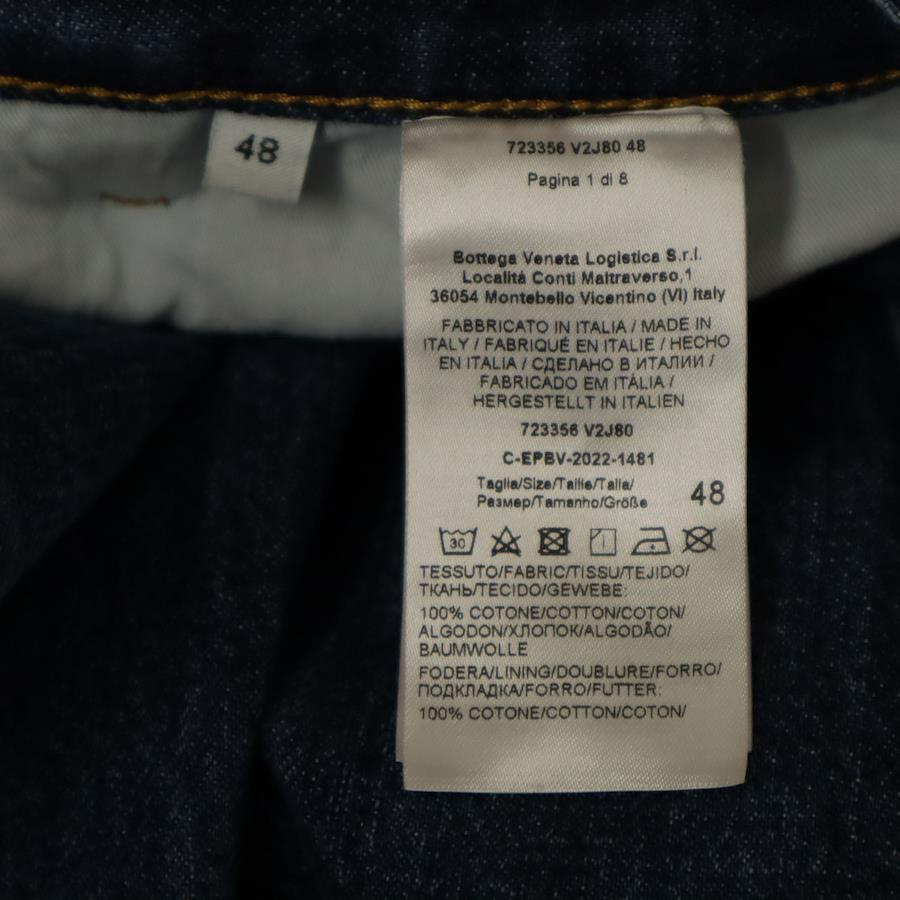 48
723356 V2J80 48
Pagina 1 di 8
Bottega Veneta Logistica S.r.l.
Località Conti Maltraverso,1
36054 Montebello Vicentino (VI) Italy
FABBRICATO IN ITALIA / MADE IN
ITALY / FABRIQUÉ EN ITALIE / HECHO
EN ITALIA / СДЕЛАНО В ИТАЛИИ /
FABRICADO EM ITÁLIA /
HERGESTELLT IN ITALIEN
723356 V2J80
C-EPBV-2022-1481
Taglia/Size/Taille/Talla/
Размер/Tamanho/Größe 48
30
TESSUTO/FABRIC/TISSU/TEJIDO/
ТКАНЬ/TECIDO/GEWEBE:
100% COTONE/COTTON/COTON/
ALGODON/ХЛОПОК/ALGODÃO/
BAUMWOLLE
FODERA/LINING/DOUBLURE/FORRO/
ПОДКЛАДКА/FORRO/FUTTER:
100% COTONE/COTTON/COTON/